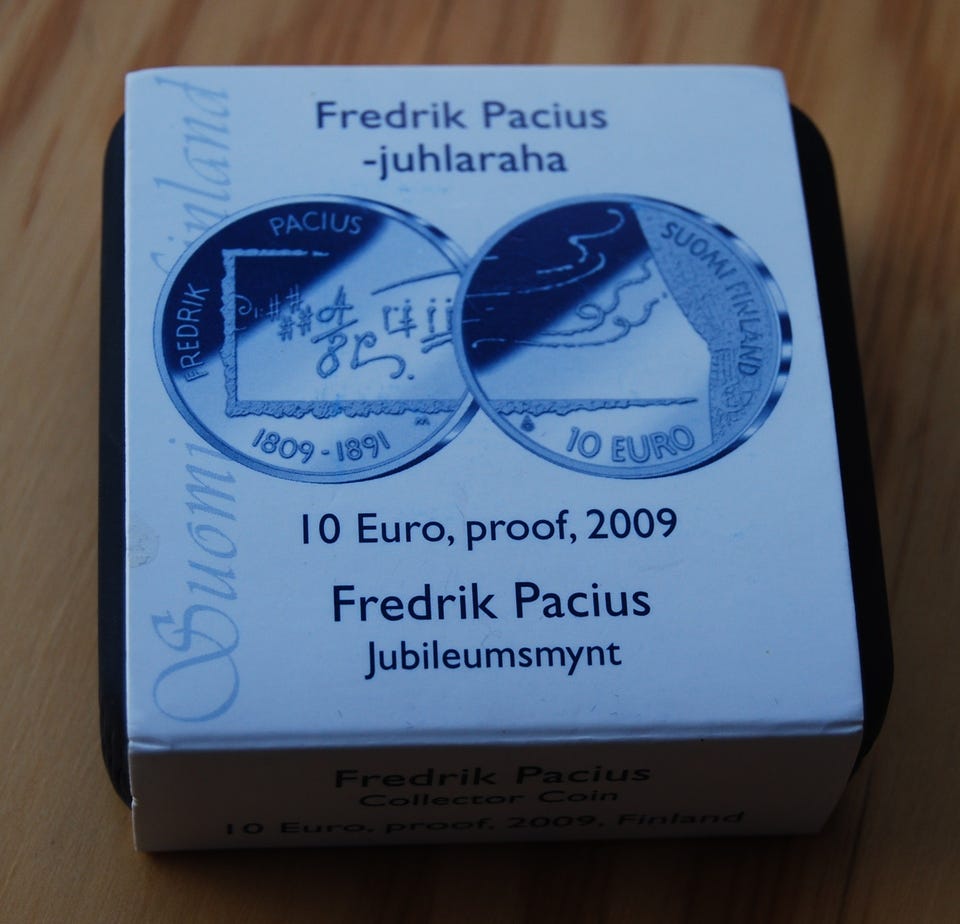 Fredrik Pacius
-juhlaraha
Suomi Finland
FREDRIK PACIUS
1809 - 1891
SUOMI FINLAND
10 EURO
10 Euro, proof, 2009
Fredrik Pacius
Jubileumsmynt
Fredrik Pacius
Collector Coin
10 Euro, proof, 2009, Finland